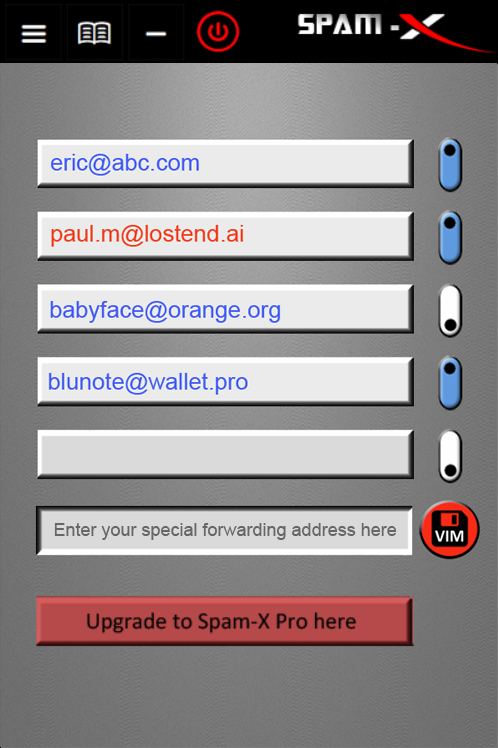 SPAM-X
eric@abc.com
paul.m@lostend.ai
babyface@orange.org
blunote@wallet.pro
Enter your special forwarding address here
VIM
Upgrade to Spam-X Pro here